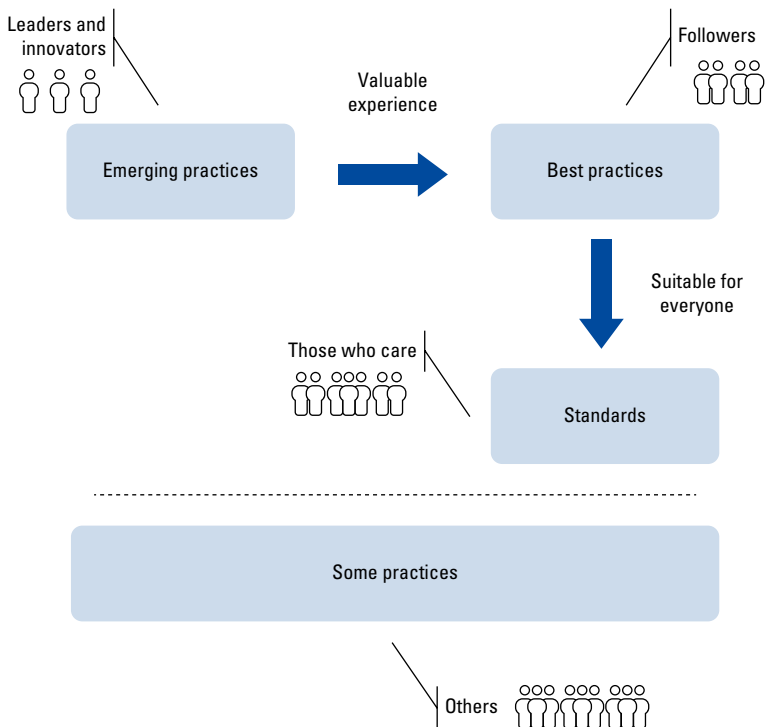 Leaders and
innovators
Valuable
experience
Followers
Emerging practices
Best practices
Suitable for
everyone
Those who care
Standards
Some practices
Others